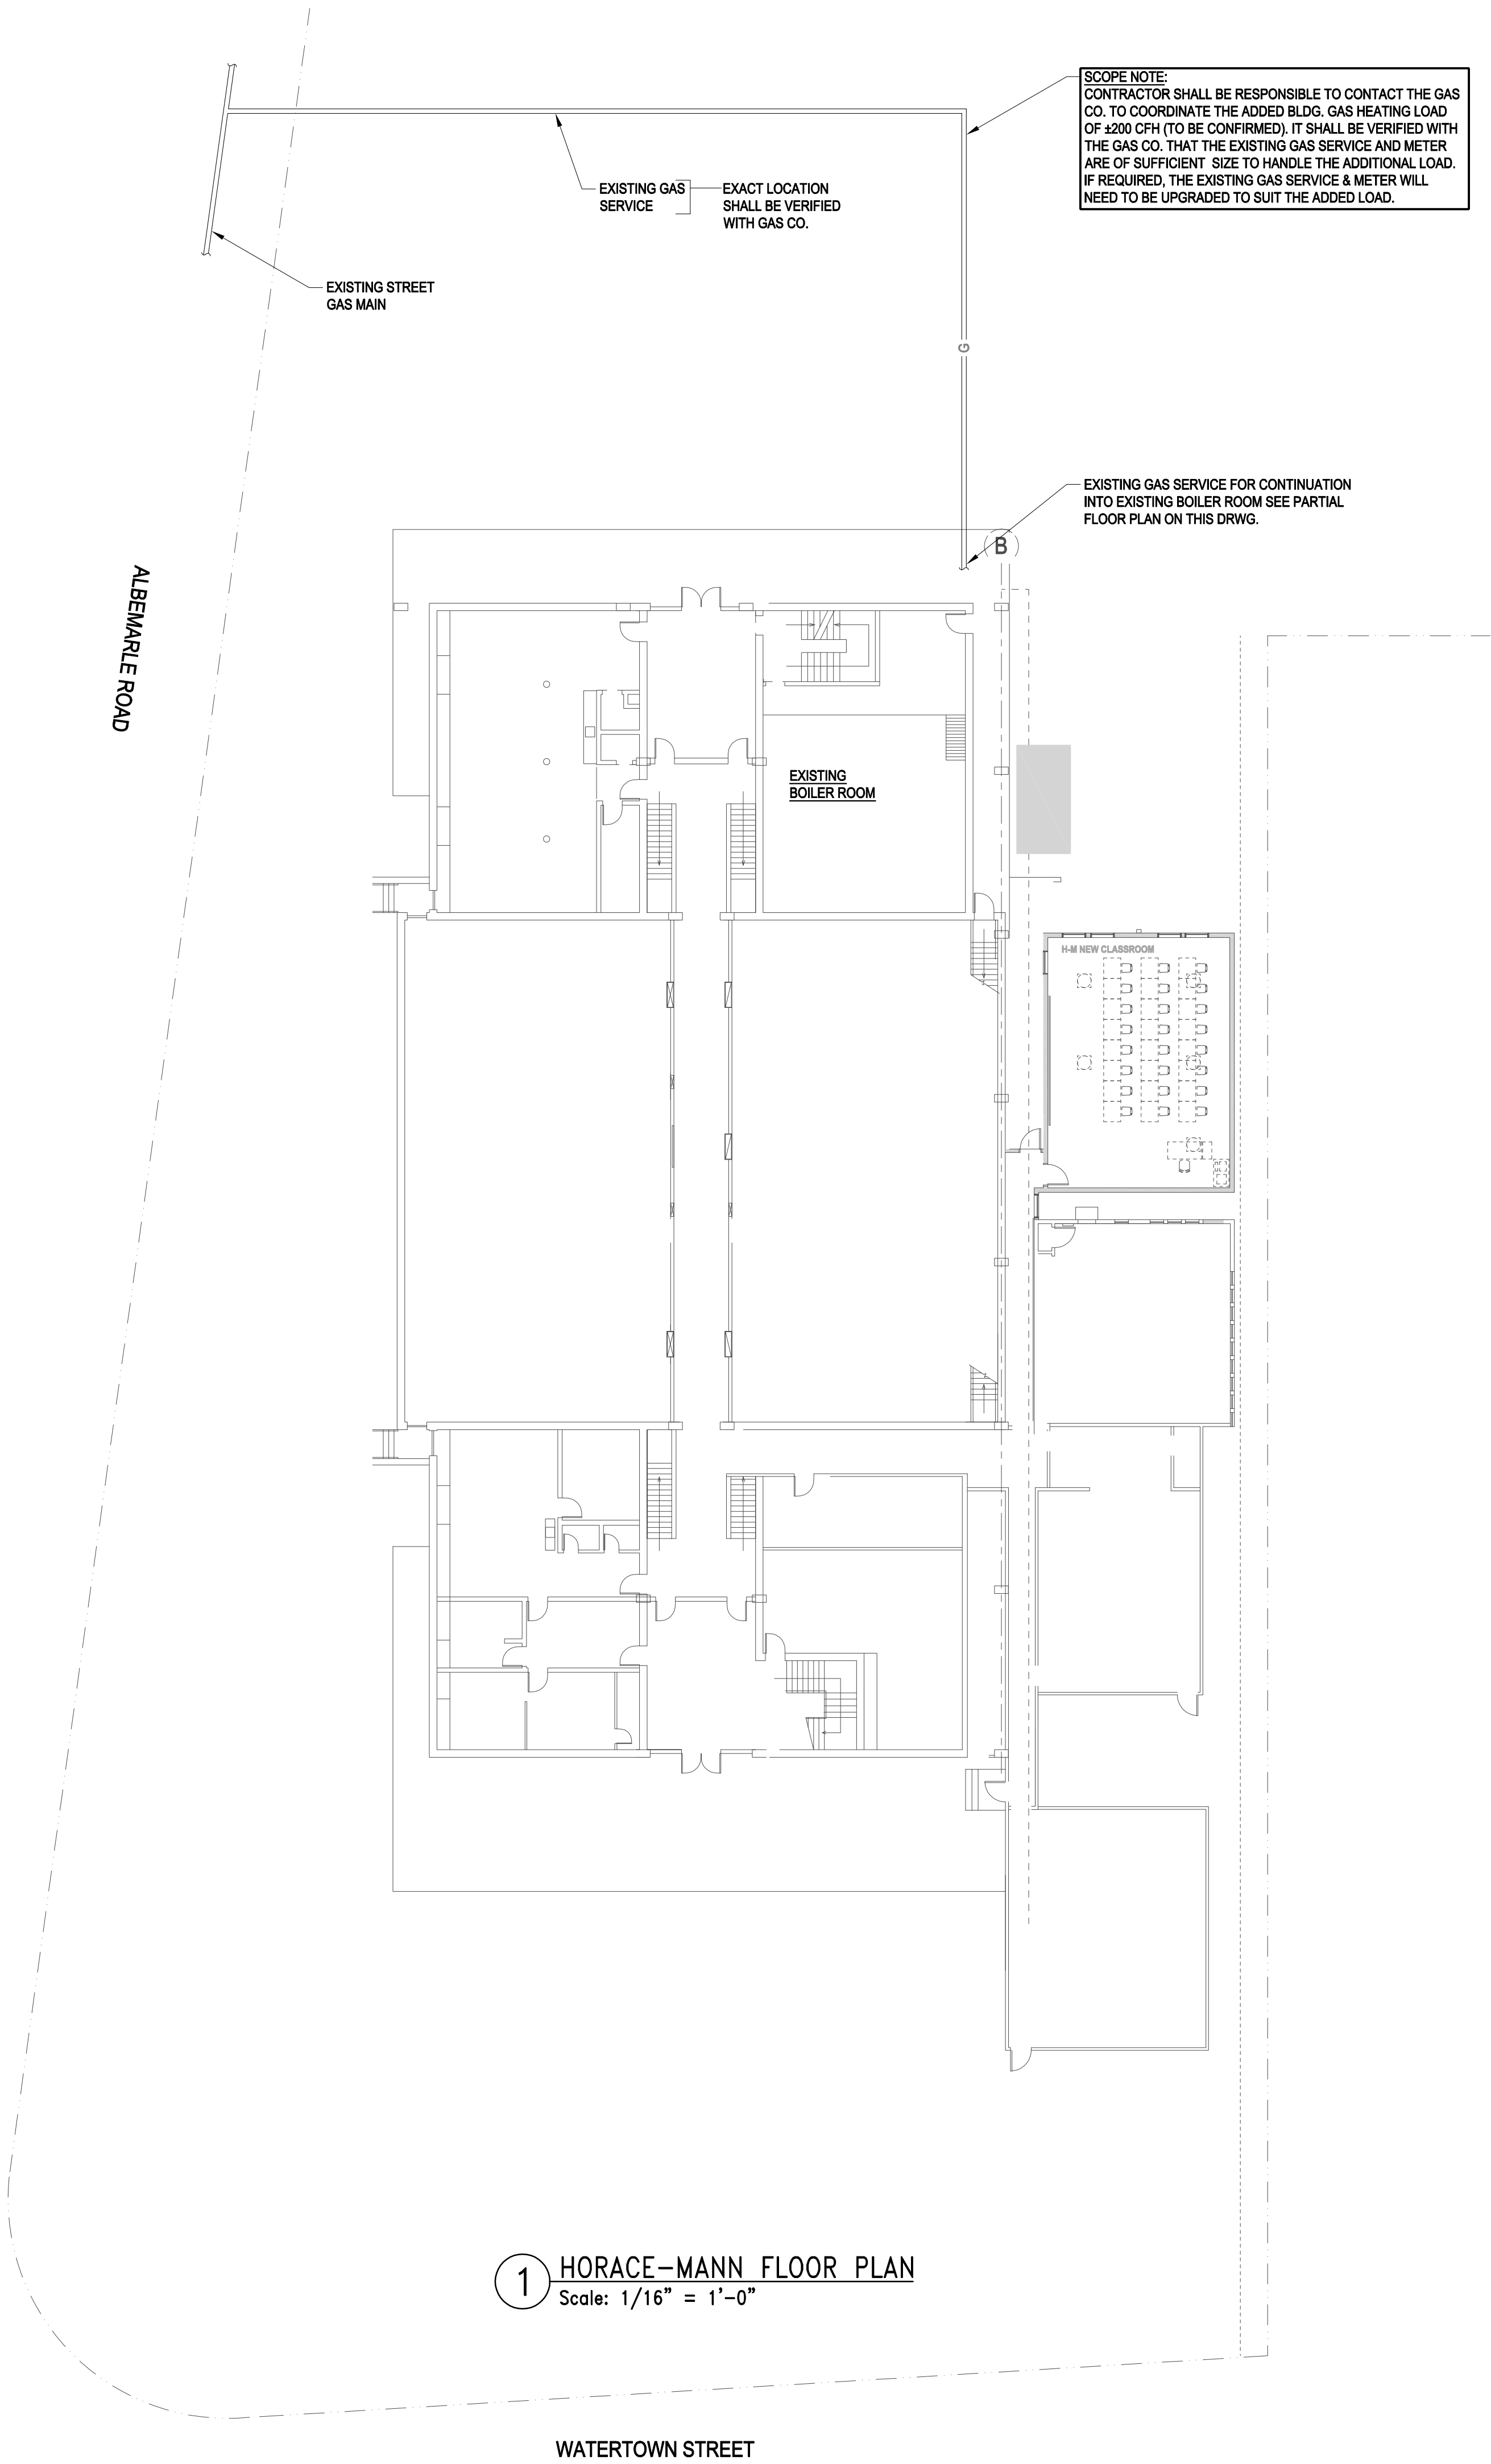 SCOPE NOTE:
CONTRACTOR SHALL BE RESPONSIBLE TO CONTACT THE GAS
CO. TO COORDINATE THE ADDED BLDG. GAS HEATING LOAD
OF ±200 CFH (TO BE CONFIRMED). IT SHALL BE VERIFIED WITH
THE GAS CO. THAT THE EXISTING GAS SERVICE AND METER
ARE OF SUFFICIENT SIZE TO HANDLE THE ADDITIONAL LOAD.
IF REQUIRED, THE EXISTING GAS SERVICE & METER WILL
NEED TO BE UPGRADED TO SUIT THE ADDED LOAD.
EXISTING GAS
SERVICE
EXACT LOCATION
SHALL BE VERIFIED
WITH GAS CO.
EXISTING STREET
GAS MAIN
G
EXISTING GAS SERVICE FOR CONTINUATION
INTO EXISTING BOILER ROOM SEE PARTIAL
FLOOR PLAN ON THIS DRWG.
B
ALBEMARLE ROAD
EXISTING
BOILER ROOM
H-M NEW CLASSROOM
1
HORACE-MANN FLOOR PLAN
Scale: 1/16" = 1'-0"
WATERTOWN STREET